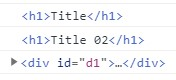 <h1>Title</h1>
<h1>Title 02</h1>
▶<div id="d1">…</div>